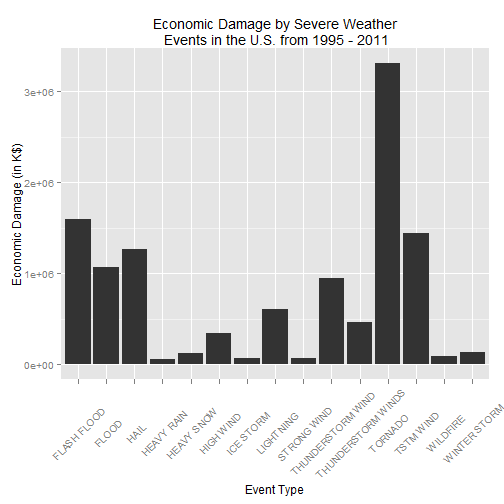 Economic Damage by Severe Weather
Events in the U.S. from 1995 - 2011
Economic Damage (in K$)
3e+06
2e+06
1e+06
0e+00
FLASH FLOOD
FLOOD
HAIL
HEAVY RAIN
HEAVY SNOW
HIGH WIND
ICE STORM
LIGHTNING
STRONG WIND
THUNDERSTORM WIND
THUNDERSTORM WINDS
TORNADO
TSTM WIND
WILDFIRE
WINTER STORM
Event Type